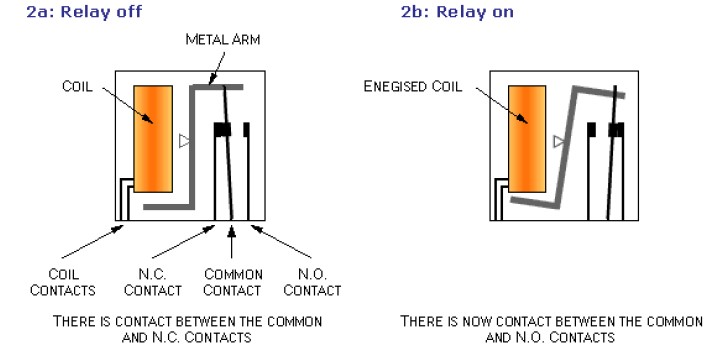 2a: Relay off
2b: Relay on
METAL ARM
COIL
ENEGISED COIL
COIL
CONTACTS
N.C.
CONTACT
COMMON
CONTACT
N.O.
CONTACT
THERE IS CONTACT BETWEEN THE COMMON
AND N.C. CONTACTS
THERE IS NOW CONTACT BETWEEN THE COMMON
AND N.O. CONTACTS